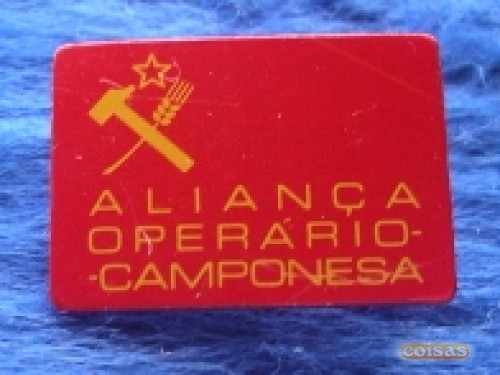 ALIANÇA
OPERÁRIO-
-CAMPONESA
coisas